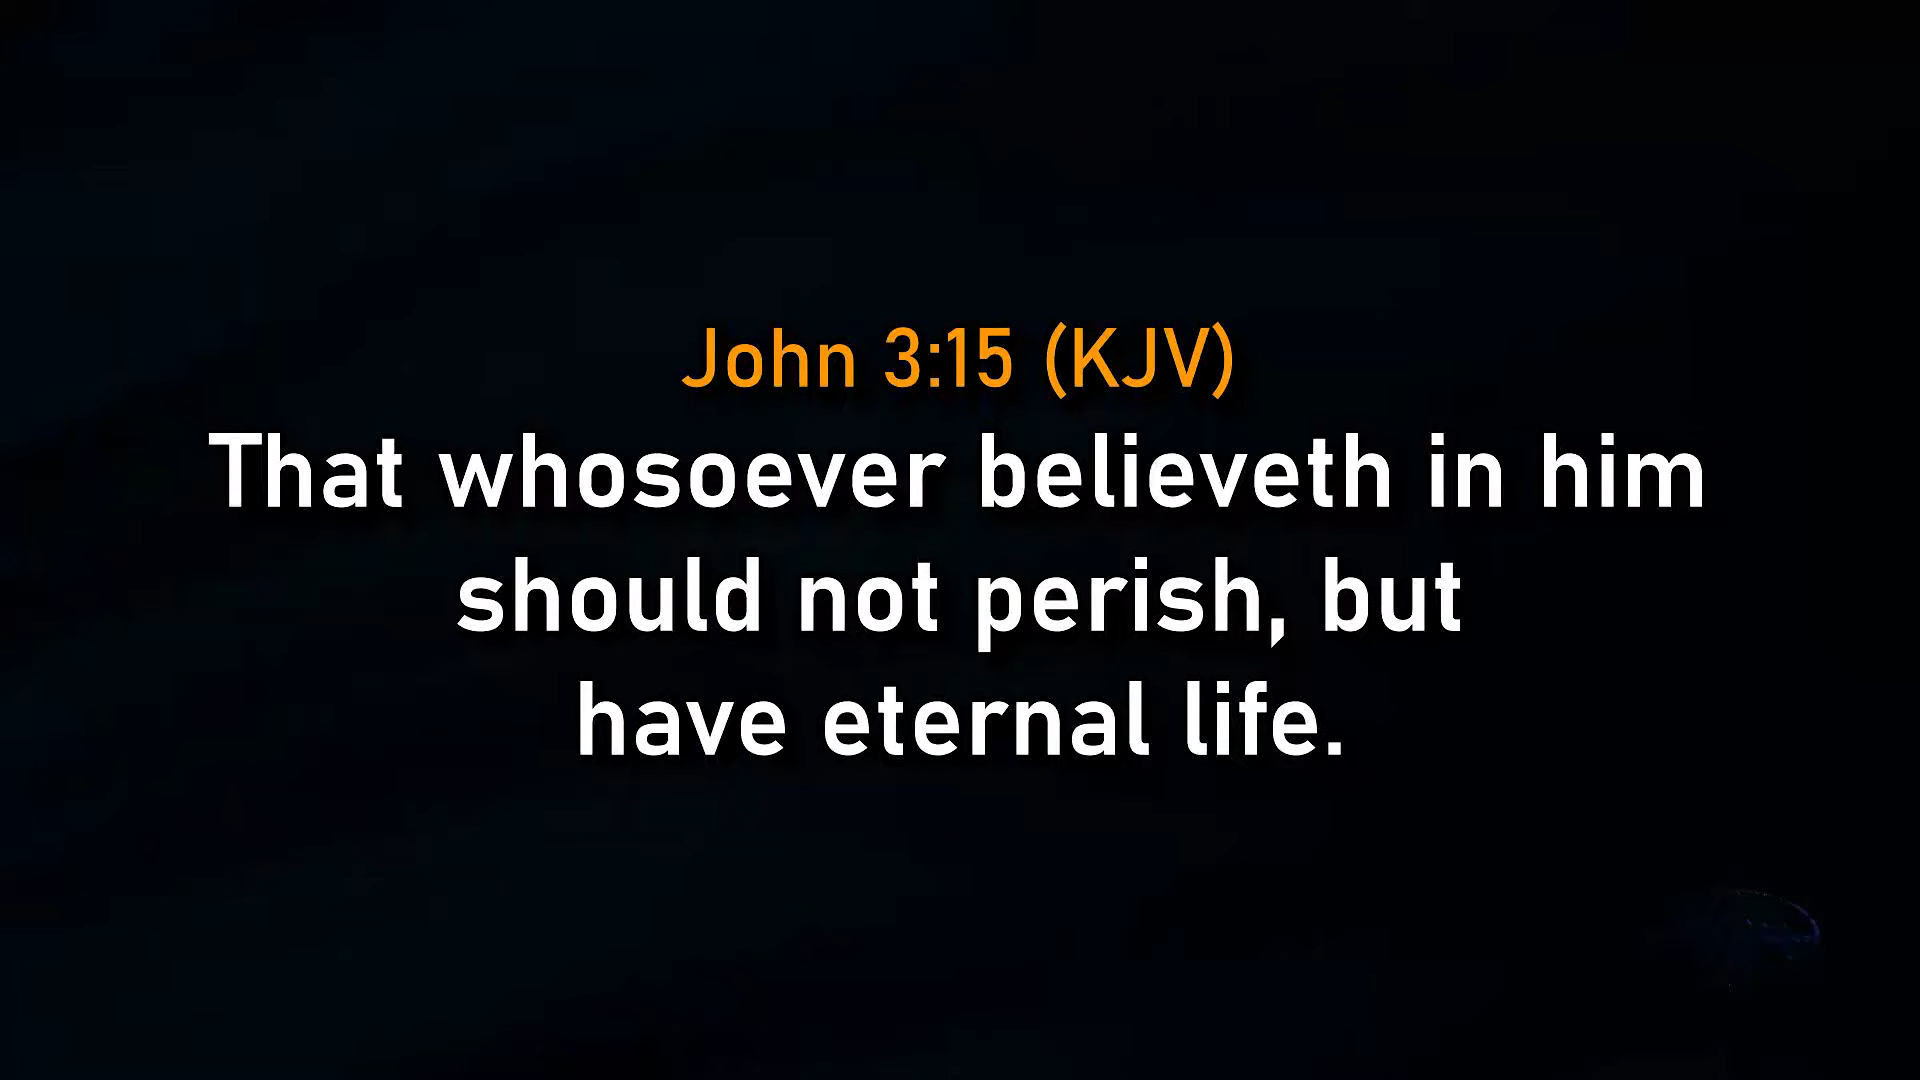 John 3:15 (KJV)
That whosoever believeth in him
should not perish, but
have eternal life.